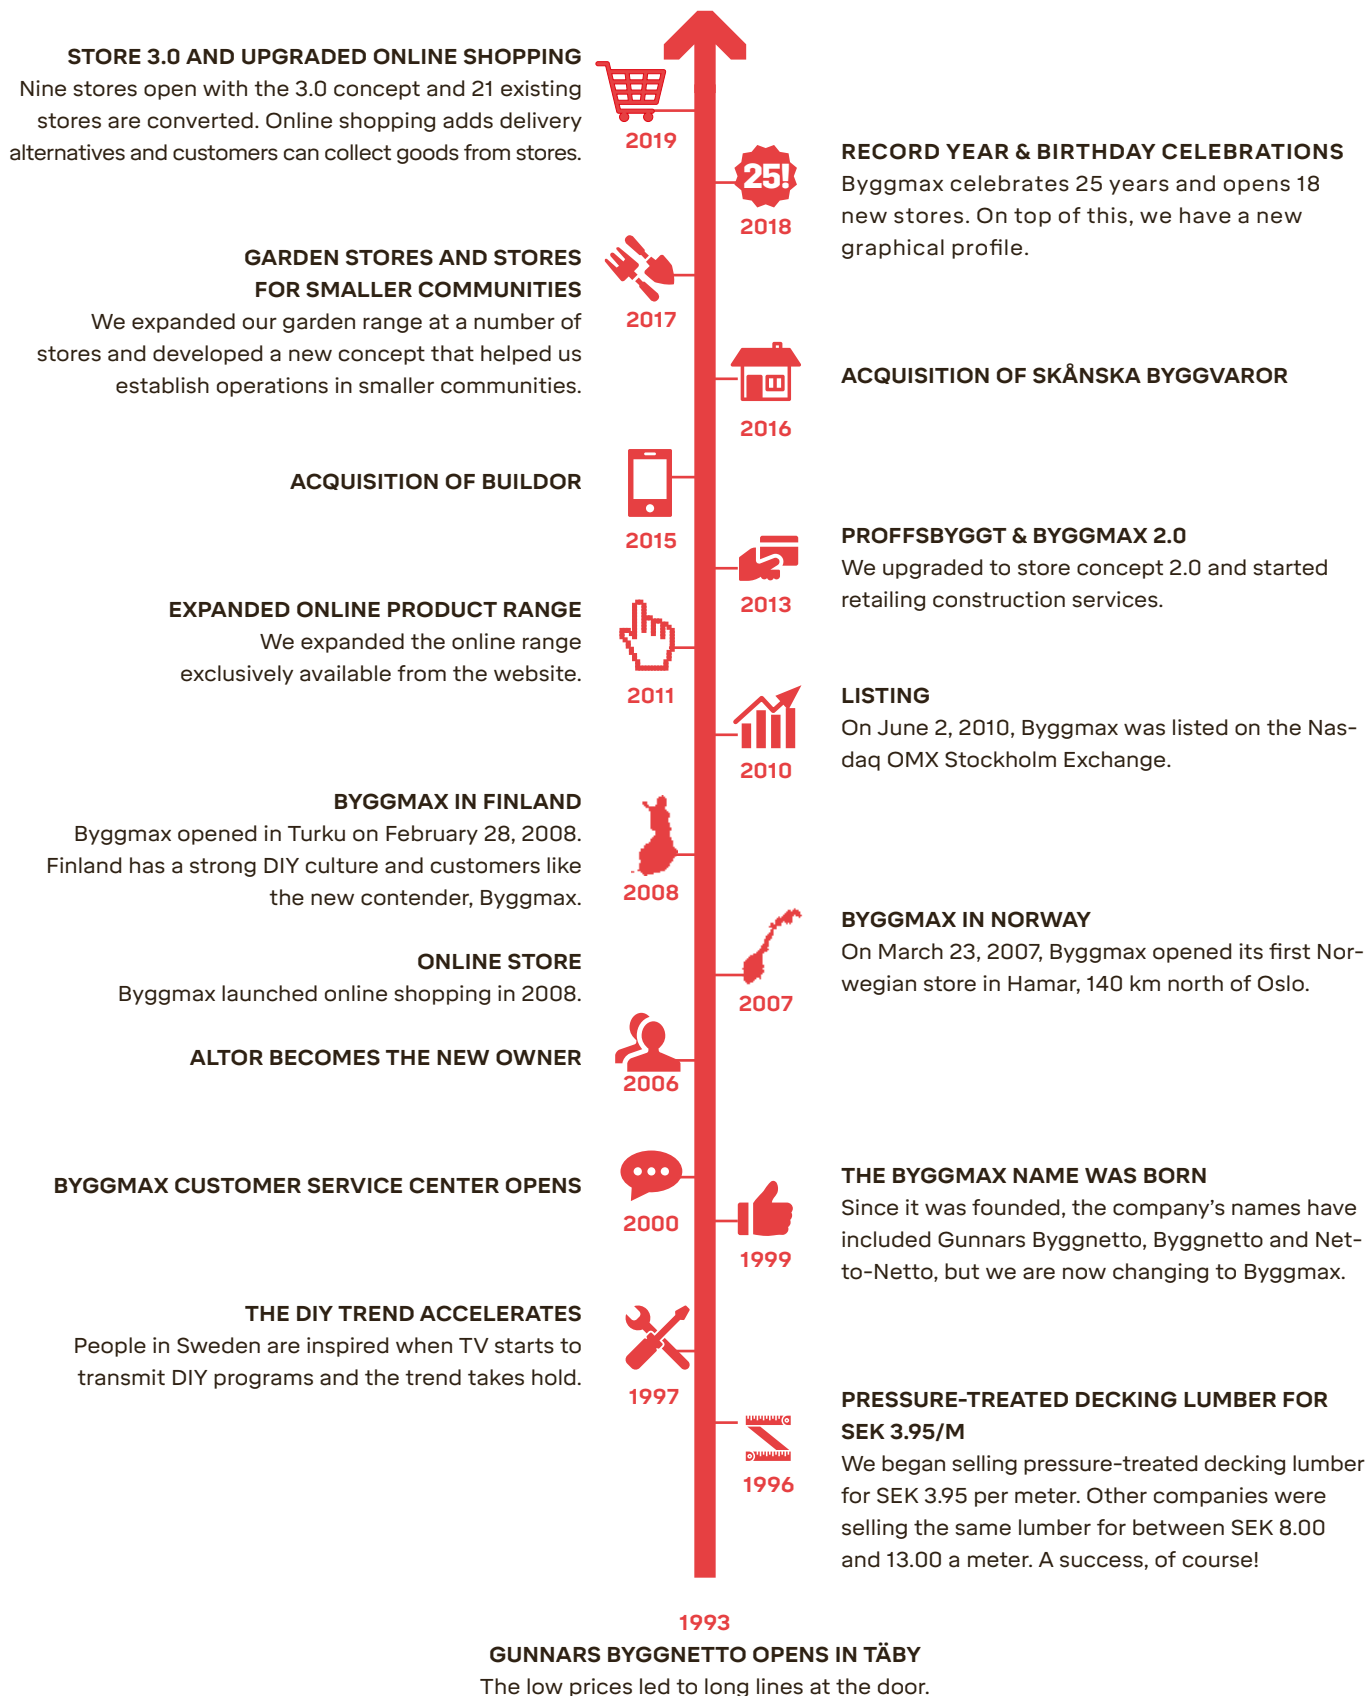 STORE 3.0 AND UPGRADED ONLINE SHOPPING
Nine stores open with the 3.0 concept and 21 existing
stores are converted. Online shopping adds delivery
alternatives and customers can collect goods from stores.
2019
25!
2018
RECORD YEAR & BIRTHDAY CELEBRATIONS
Byggmax celebrates 25 years and opens 18
new stores. On top of this, we have a new
graphical profile.
GARDEN STORES AND STORES
FOR SMALLER COMMUNITIES
We expanded our garden range at a number of
stores and developed a new concept that helped us
establish operations in smaller communities.
2017
2016
ACQUISITION OF SKÅNSKA BYGGVAROR
ACQUISITION OF BUILDOR
2015
2013
PROFFSBYGGT & BYGGMAX 2.0
We upgraded to store concept 2.0 and started
retailing construction services.
EXPANDED ONLINE PRODUCT RANGE
We expanded the online range
exclusively available from the website.
2011
2010
LISTING
On June 2, 2010, Byggmax was listed on the Nas-
daq OMX Stockholm Exchange.
BYGGMAX IN FINLAND
Byggmax opened in Turku on February 28, 2008.
Finland has a strong DIY culture and customers like
the new contender, Byggmax.
2008
ONLINE STORE
Byggmax launched online shopping in 2008.
2007
BYGGMAX IN NORWAY
On March 23, 2007, Byggmax opened its first Nor-
wegian store in Hamar, 140 km north of Oslo.
ALTOR BECOMES THE NEW OWNER
2006
BYGGMAX CUSTOMER SERVICE CENTER OPENS
2000
1999
THE BYGGMAX NAME WAS BORN
Since it was founded, the company's names have
included Gunnars Byggnetto, Byggnetto and Net-
to-Netto, but we are now changing to Byggmax.
THE DIY TREND ACCELERATES
People in Sweden are inspired when TV starts to
transmit DIY programs and the trend takes hold.
1997
1996
PRESSURE-TREATED DECKING LUMBER FOR
SEK 3.95/M
We began selling pressure-treated decking lumber
for SEK 3.95 per meter. Other companies were
selling the same lumber for between SEK 8.00
and 13.00 a meter. A success, of course!
1993
GUNNARS BYGGNETTO OPENS IN TÄBY
The low prices led to long lines at the door.